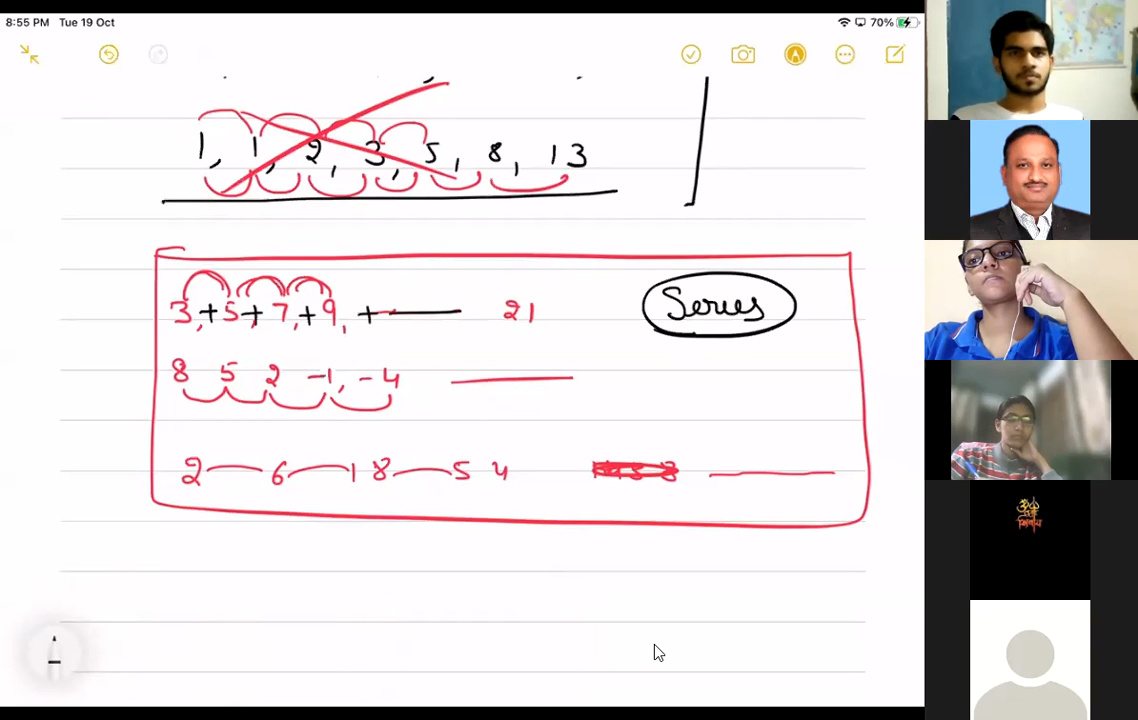 8:55 PM Tue 19 Oct 70%
1, 1, 2, 3, 5, 8, 13
3, + 5 + 7, + 9, + 21
Series
8 5 2 -1, -4
2 6 18 54